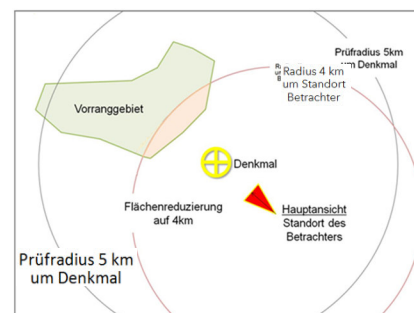 Prüfradius 5km
um Denkmal
Radius 4 km
um Standort
Betrachter
Vorranggebiet
Denkmal
Flächenreduzierung
auf 4km
Hauptansicht
Standort des
Betrachters
Prüfradius 5 km
um Denkmal